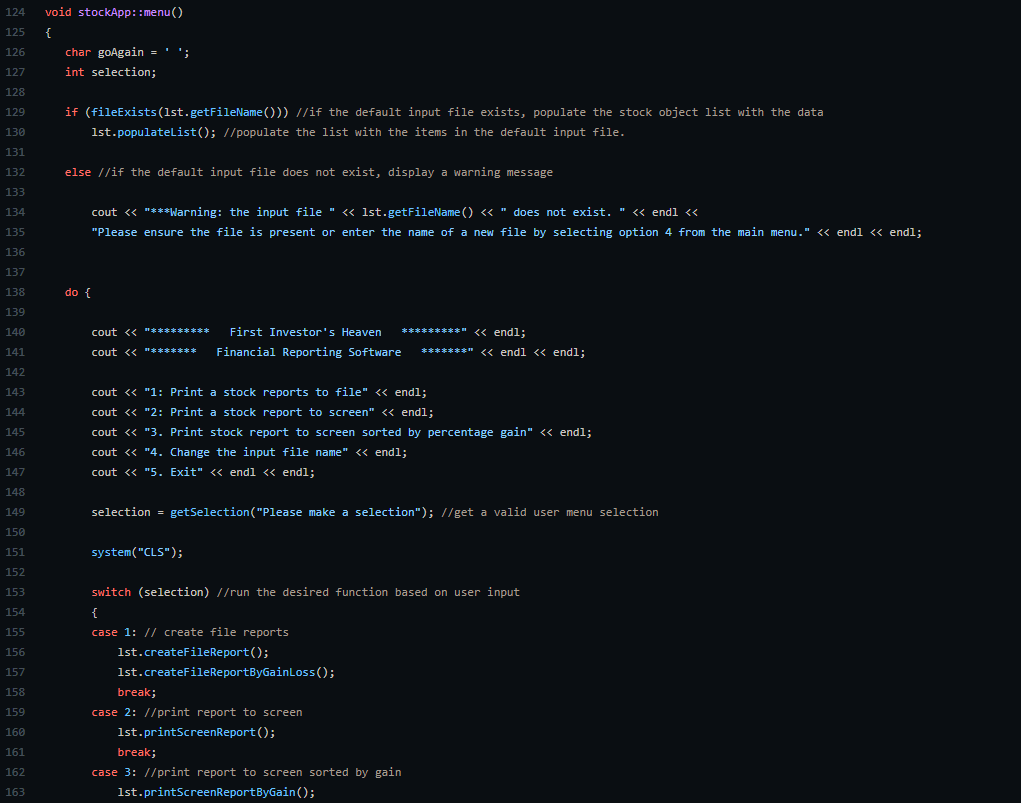 124 void stockApp::menu()
125 {
126 char goAgain = ' ';
127 int selection;
128
129 if (fileExists(lst.getFileName())) //if the default input file exists, populate the stock object list with the data
130 lst.populateList(); //populate the list with the items in the default input file.
131
132 else //if the default input file does not exist, display a warning message
133
134 cout << "***Warning: the input file " << lst.getFileName() << " does not exist. " << endl <<
135 "Please ensure the file is present or enter the name of a new file by selecting option 4 from the main menu." << endl << endl;
136
137
138 do {
139
140 cout << "*********   First Investor's Heaven   *********" << endl;
141 cout << "*******   Financial Reporting Software   *******" << endl << endl;
142
143 cout << "1: Print a stock reports to file" << endl;
144 cout << "2: Print a stock report to screen" << endl;
145 cout << "3. Print stock report to screen sorted by percentage gain" << endl;
146 cout << "4. Change the input file name" << endl;
147 cout << "5. Exit" << endl << endl;
148
149 selection = getSelection("Please make a selection"); //get a valid user menu selection
150
151 system("CLS");
152
153 switch (selection) //run the desired function based on user input
154 {
155 case 1: // create file reports
156 lst.createFileReport();
157 lst.createFileReportByGainLoss();
158 break;
159 case 2: //print report to screen
160 lst.printScreenReport();
161 break;
162 case 3: //print report to screen sorted by gain
163 lst.printScreenReportByGain();